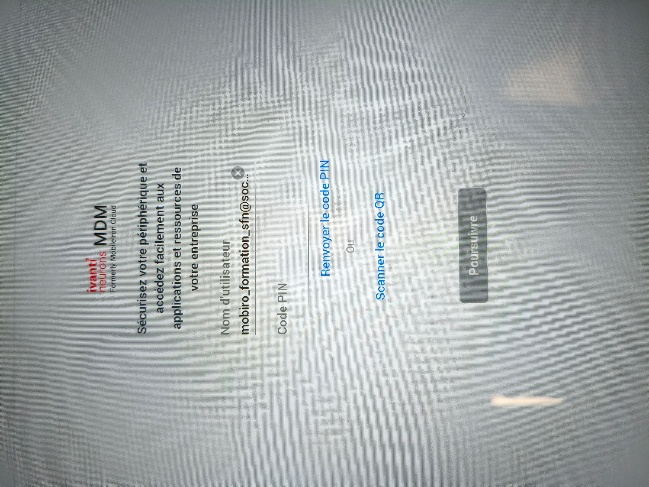 ivanti
neurons MDM
Formerly MobileIron Cloud
Sécurisez votre périphérique et
accédez facilement aux
applications et ressources de
votre entreprise
Nom d'utilisateur
mobiro_formation_sfn@soc...
Code PIN
Renvoyer le code PIN
Ou
Scanner le code QR
Poursuivre